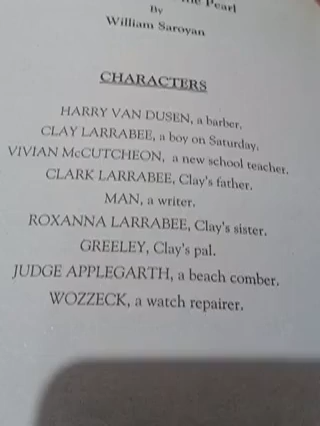 Pearl
By
William Saroyan
CHARACTERS
HARRY VAN DUSEN, a barber.
CLAY LARRABEE, a boy on Saturday.
VIVIAN McCUTCHEON, a new school teacher.
CLARK LARRABEE, Clay's father.
MAN, a writer.
ROXANNA LARRABEE, Clay's sister.
GREELEY, Clay's pal.
JUDGE APPLEGARTH, a beach comber.
WOZZECK, a watch repairer.